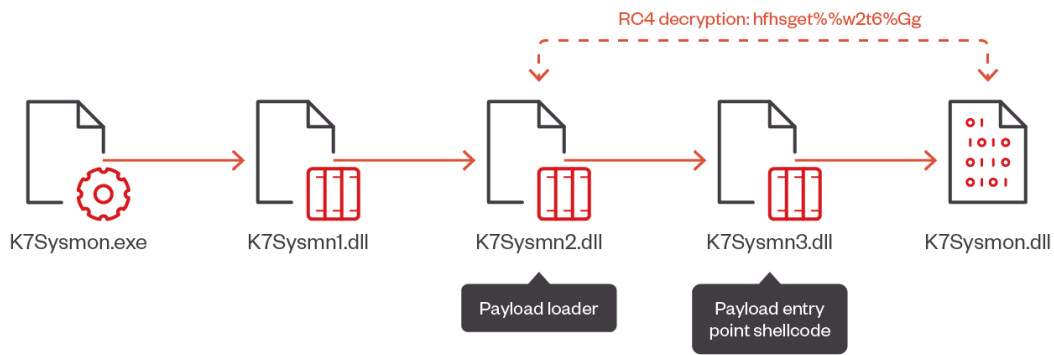 RC4 decryption: hfhsget%%w2t6%Gg
K7Sysmon.exe
K7Sysmn1.dll
K7Sysmn2.dll
K7Sysmn3.dll
K7Sysmon.dll
Payload loader
Payload entry
point shellcode